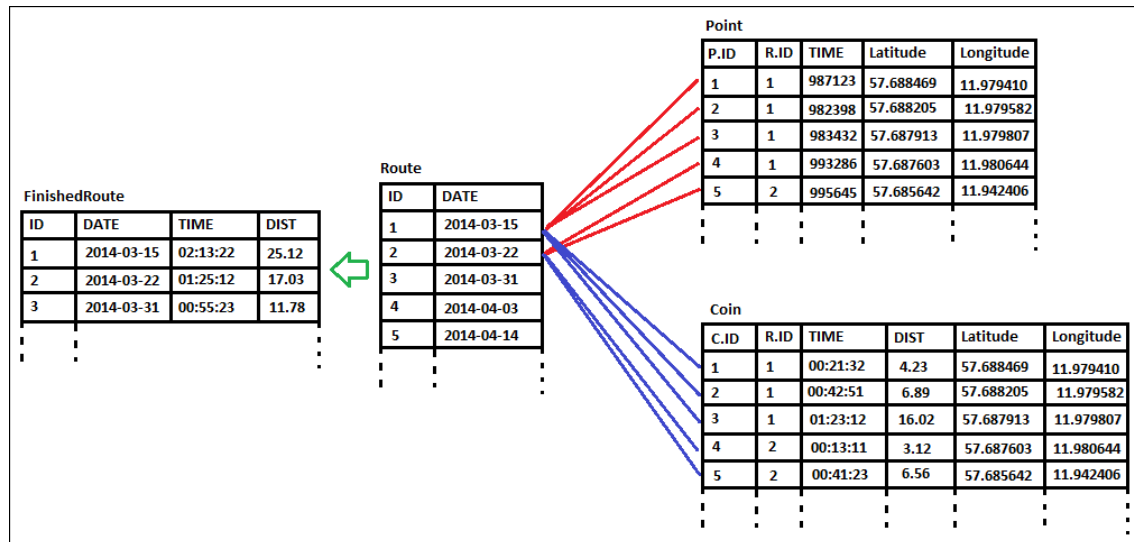 FinishedRoute
ID DATE TIME DIST
1 2014-03-15 02:13:22 25.12
2 2014-03-22 01:25:12 17.03
3 2014-03-31 00:55:23 11.78
Route
ID DATE
1 2014-03-15
2 2014-03-22
3 2014-03-31
4 2014-04-03
5 2014-04-14
Point
P.ID R.ID TIME Latitude Longitude
1 1 987123 57.688469 11.979410
2 1 982398 57.688205 11.979582
3 1 983432 57.687913 11.979807
4 1 993286 57.687603 11.980644
5 2 995645 57.685642 11.942406
Coin
C.ID R.ID TIME DIST Latitude Longitude
1 1 00:21:32 4.23 57.688469 11.979410
2 1 00:42:51 6.89 57.688205 11.979582
3 1 01:23:12 16.02 57.687913 11.979807
4 2 00:13:11 3.12 57.687603 11.980644
5 2 00:41:23 6.56 57.685642 11.942406